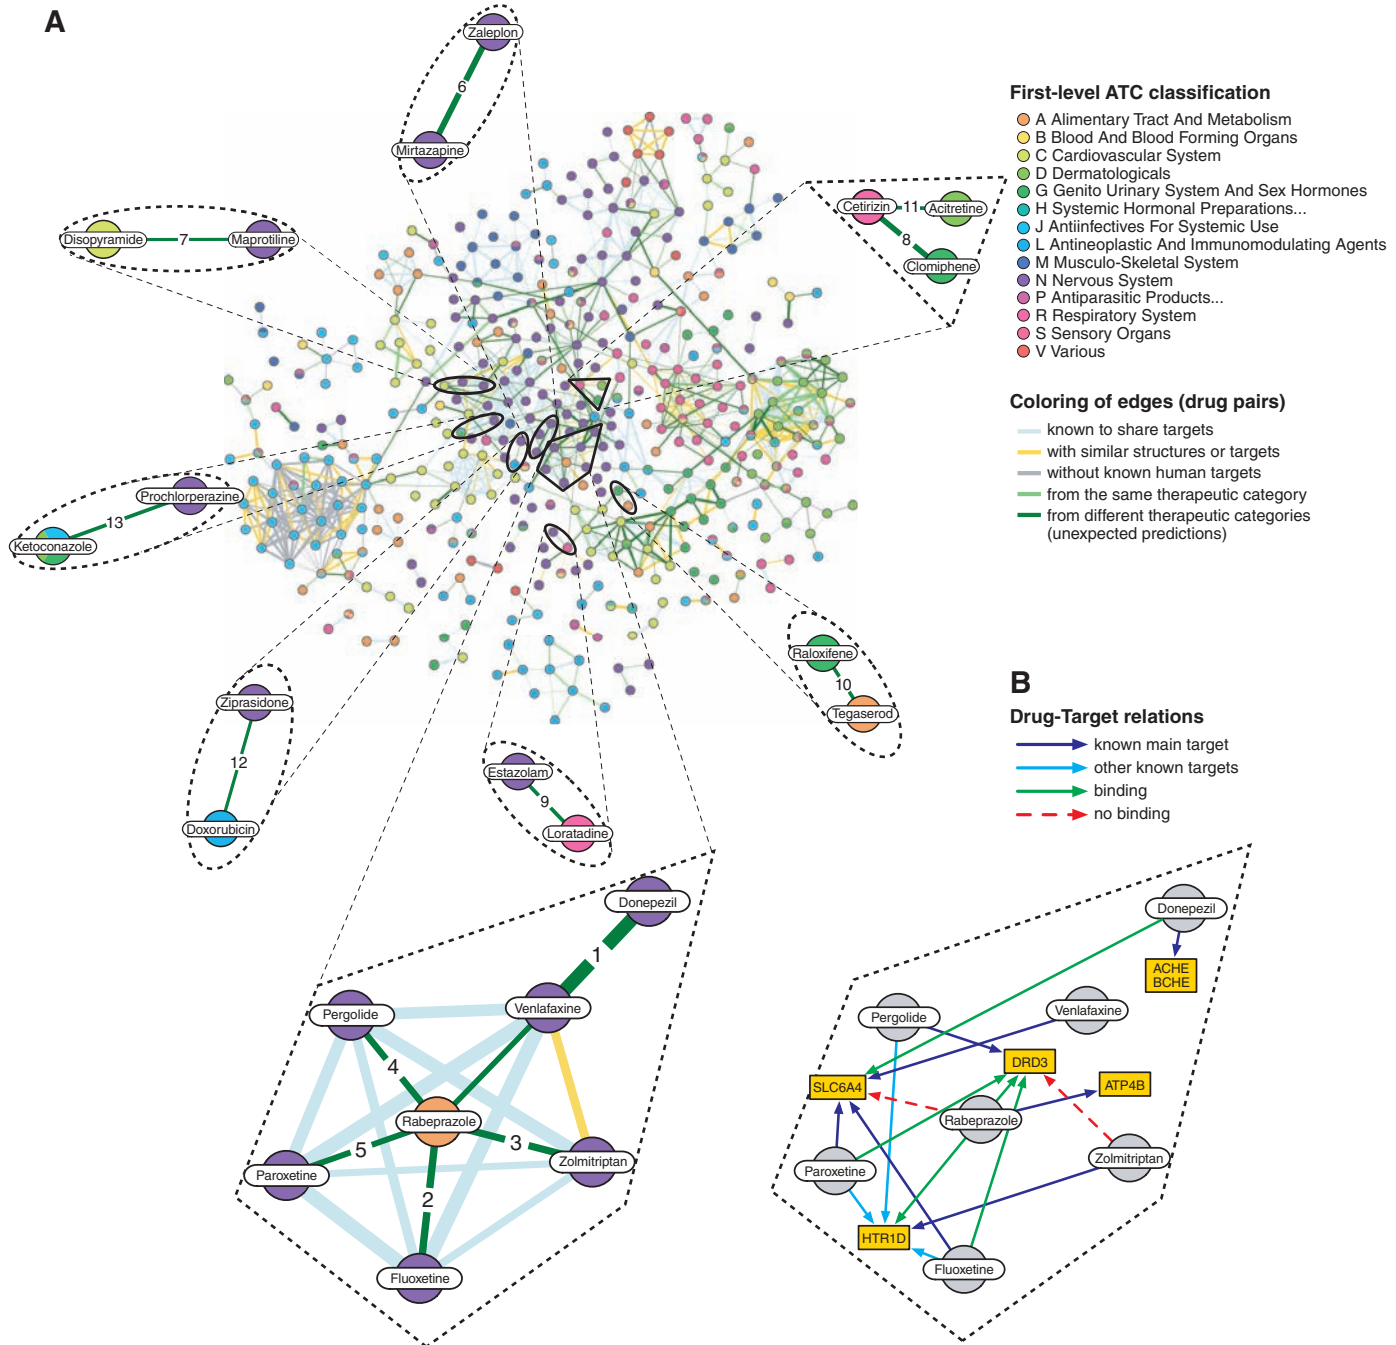 A
Zaleplon
6
Mirtazapine
Disopyramide
7
Maprotiline
Cetirizin
11
Acitretine
8
Clomiphene
First-level ATC classification
A Alimentary Tract And Metabolism
B Blood And Blood Forming Organs
C Cardiovascular System
D Dermatologicals
G Genito Urinary System And Sex Hormones
H Systemic Hormonal Preparations...
J Antiinfectives For Systemic Use
L Antineoplastic And Immunomodulating Agents
M Musculo-Skeletal System
N Nervous System
P Antiparasitic Products...
R Respiratory System
S Sensory Organs
V Various
Coloring of edges (drug pairs)
known to share targets
with similar structures or targets
without known human targets
from the same therapeutic category
from different therapeutic categories
(unexpected predictions)
Prochlorperazine
13
Ketoconazole
Ziprasidone
12
Doxorubicin
Estazolam
9
Loratadine
Raloxifene
10
Tegaserod
Donepezil
1
Pergolide
Venlafaxine
4
Rabeprazole
5
3
Paroxetine
Zolmitriptan
2
Fluoxetine
B
Drug-Target relations
known main target
other known targets
binding
no binding
Donepezil
ACHE
BCHE
Pergolide
Venlafaxine
DRD3
SLC6A4
ATP4B
Rabeprazole
Paroxetine
Zolmitriptan
HTR1D
Fluoxetine